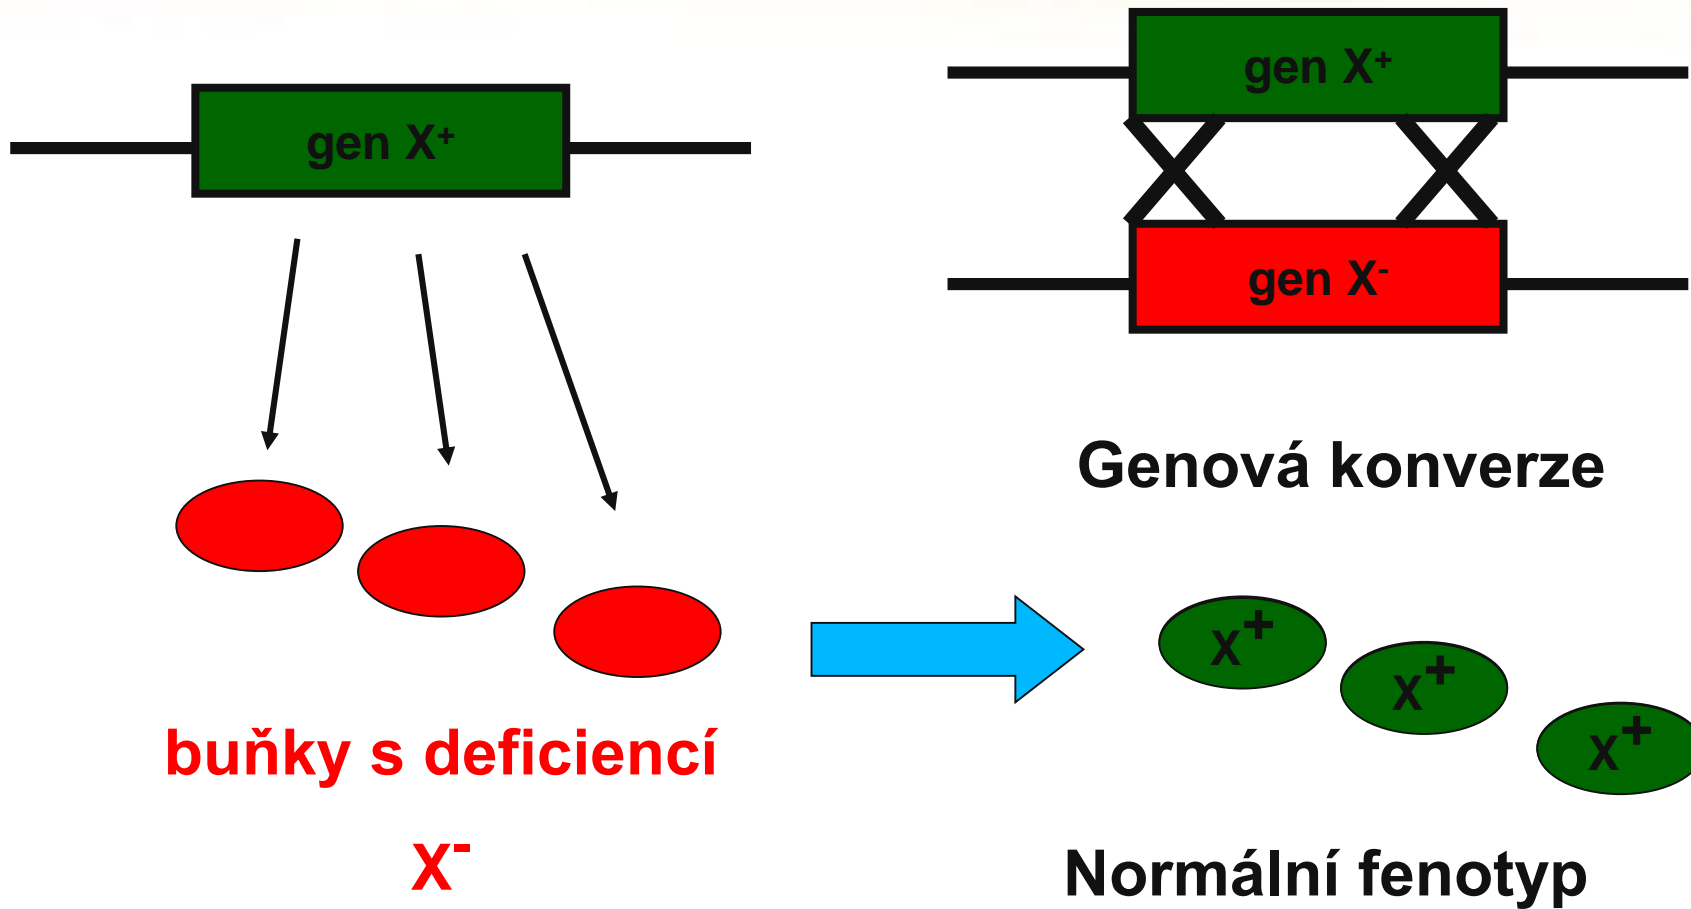 gen X⁺
gen X⁺
gen X⁻
Genová konverze
buňky s deficiencí
X⁻
X⁺
X⁺
X⁺
Normální fenotyp